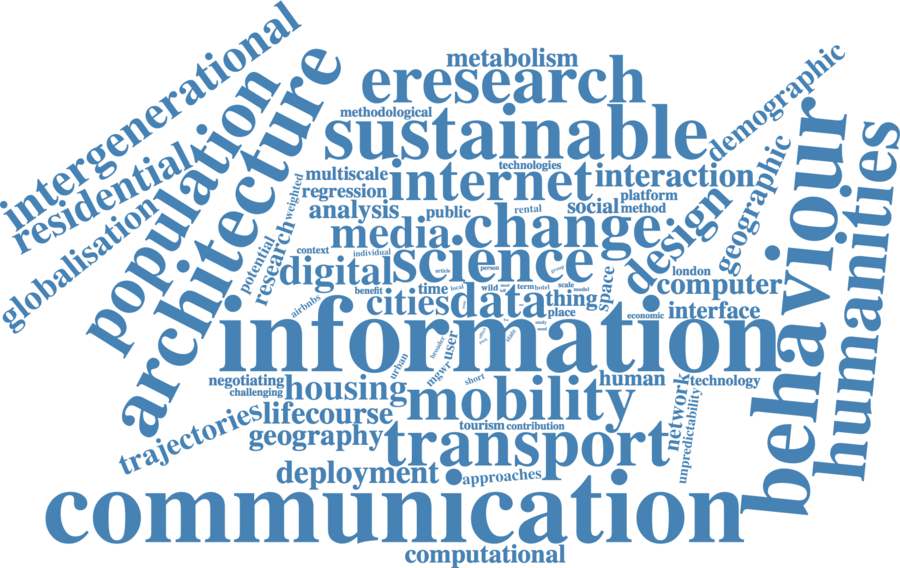 intergenerational
residential
globalisation
population
architecture
metabolism
eresearch
methodological
sustainable
demographic
technologies
multiscale
internet
interaction
regression
weighted
platform
analysis
public
rental
social
method
design
geographic
behaviour
humanities
media
change
context
individual
potential
research
digital
science
article
person
group
london
space
computer
benefit
time
local
wild
term
hotel
scale
model
airbnbs
cities
data
thing
place
economic
interface
information
study
state
broader
user
urban
mgwr
short
negotiating
challenging
housing
mobility
human
technology
network
unpredictability
trajectories
lifecourse
tourism
contribution
geography
transport
deployment
approaches
communication
computational